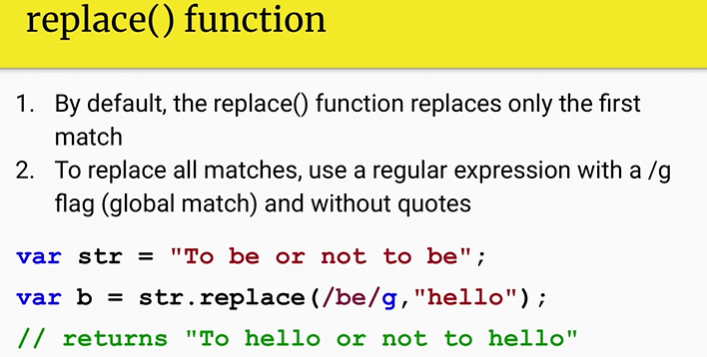 replace() function
1. By default, the replace() function replaces only the first
match
2. To replace all matches, use a regular expression with a /g
flag (global match) and without quotes
var str = "To be or not to be";
var b = str.replace(/be/g,"hello");
// returns "To hello or not to hello"